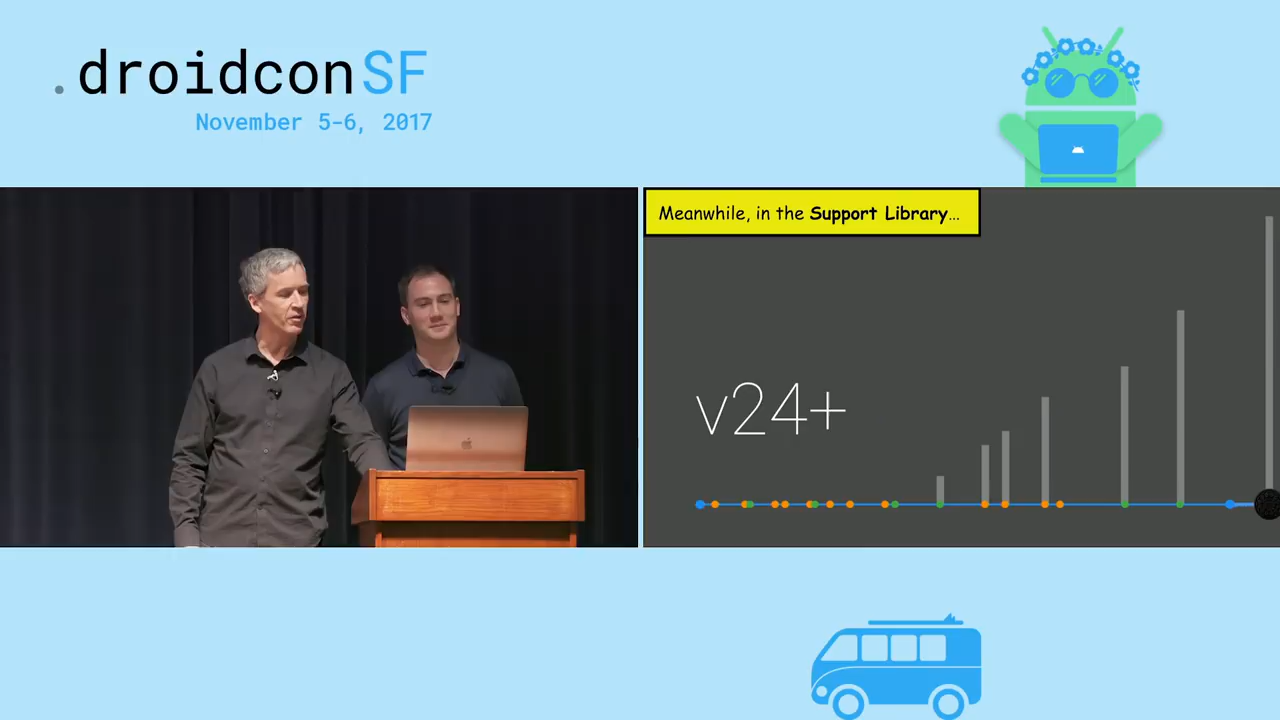 .droidconSF
November 5-6, 2017
Meanwhile, in the Support Library…
v24+